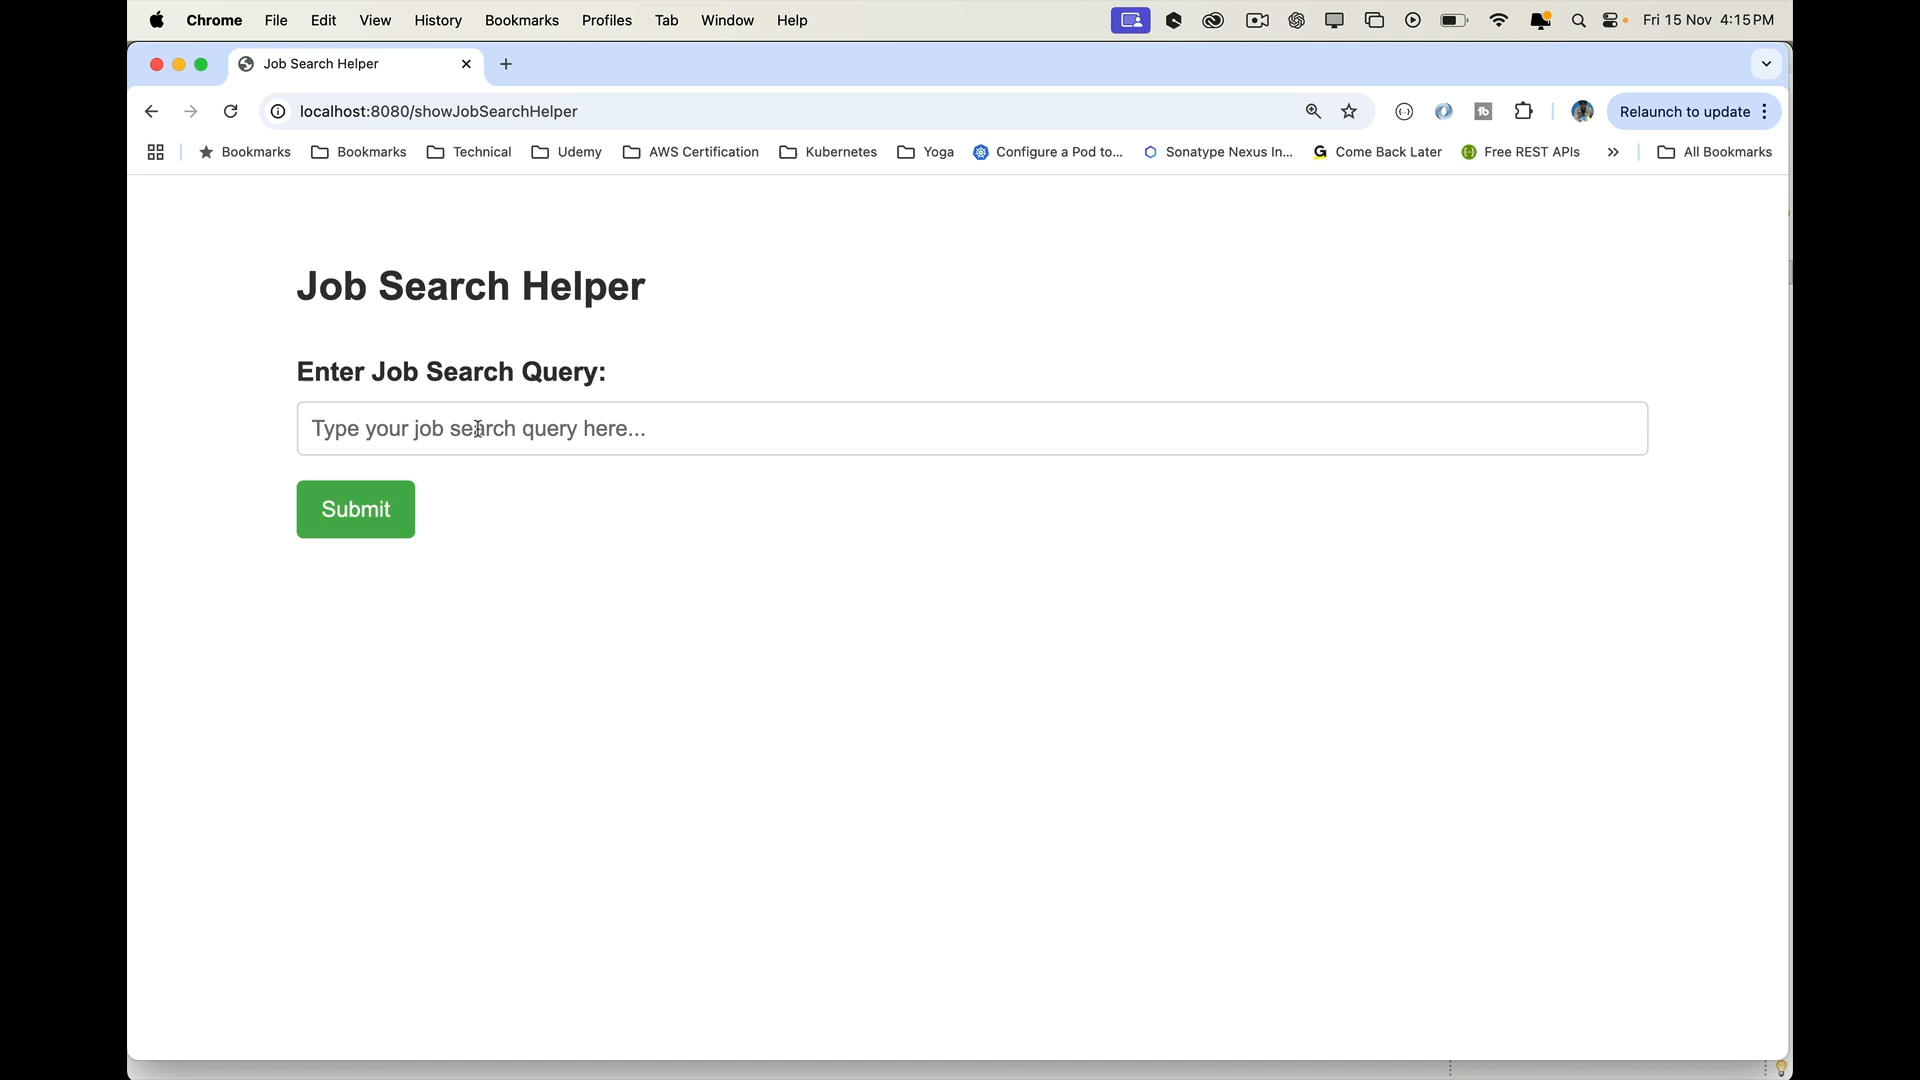 Chrome File Edit View History Bookmarks Profiles Tab Window Help Fri 15 Nov 4:15 PM
Job Search Helper
localhost:8080/showJobSearchHelper Relaunch to update
Bookmarks Bookmarks Technical Udemy AWS Certification Kubernetes Yoga Configure a Pod to... Sonatype Nexus In... Come Back Later Free REST APIs All Bookmarks
Job Search Helper
Enter Job Search Query:
Type your job search query here...
Submit